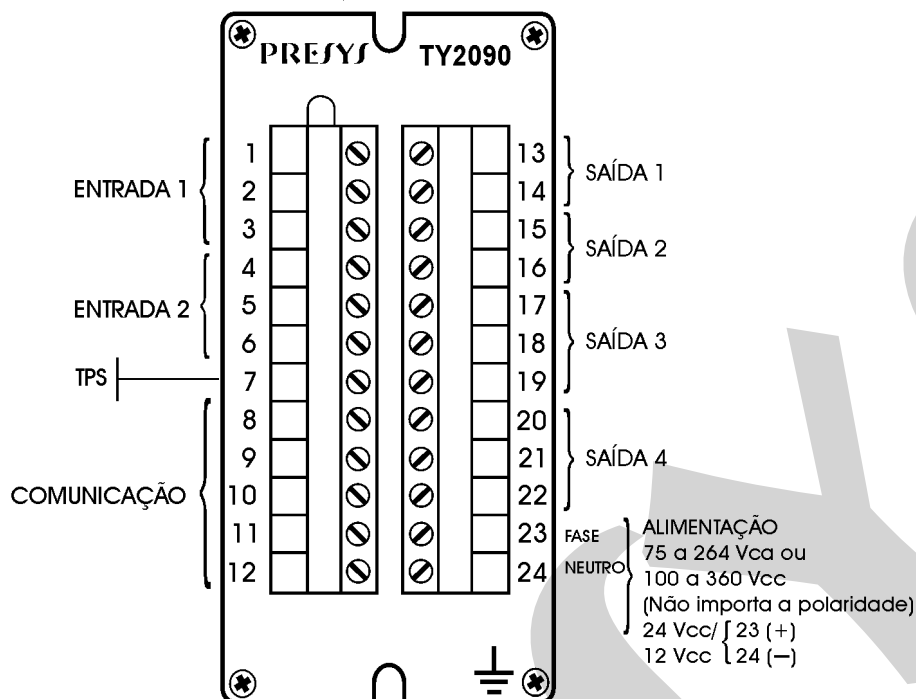 PRESYS TY2090
ENTRADA 1
1
2
3
ENTRADA 2
4
5
6
TPS
7
COMUNICAÇÃO
8
9
10
11
12
13
14
SAÍDA 1
15
16
SAÍDA 2
17
18
19
SAÍDA 3
20
21
22
SAÍDA 4
23 FASE
24 NEUTRO
ALIMENTAÇÃO
75 a 264 Vca ou
100 a 360 Vcc
(Não importa a polaridade)
24 Vcc/ { 23 (+)
12 Vcc { 24 (−)